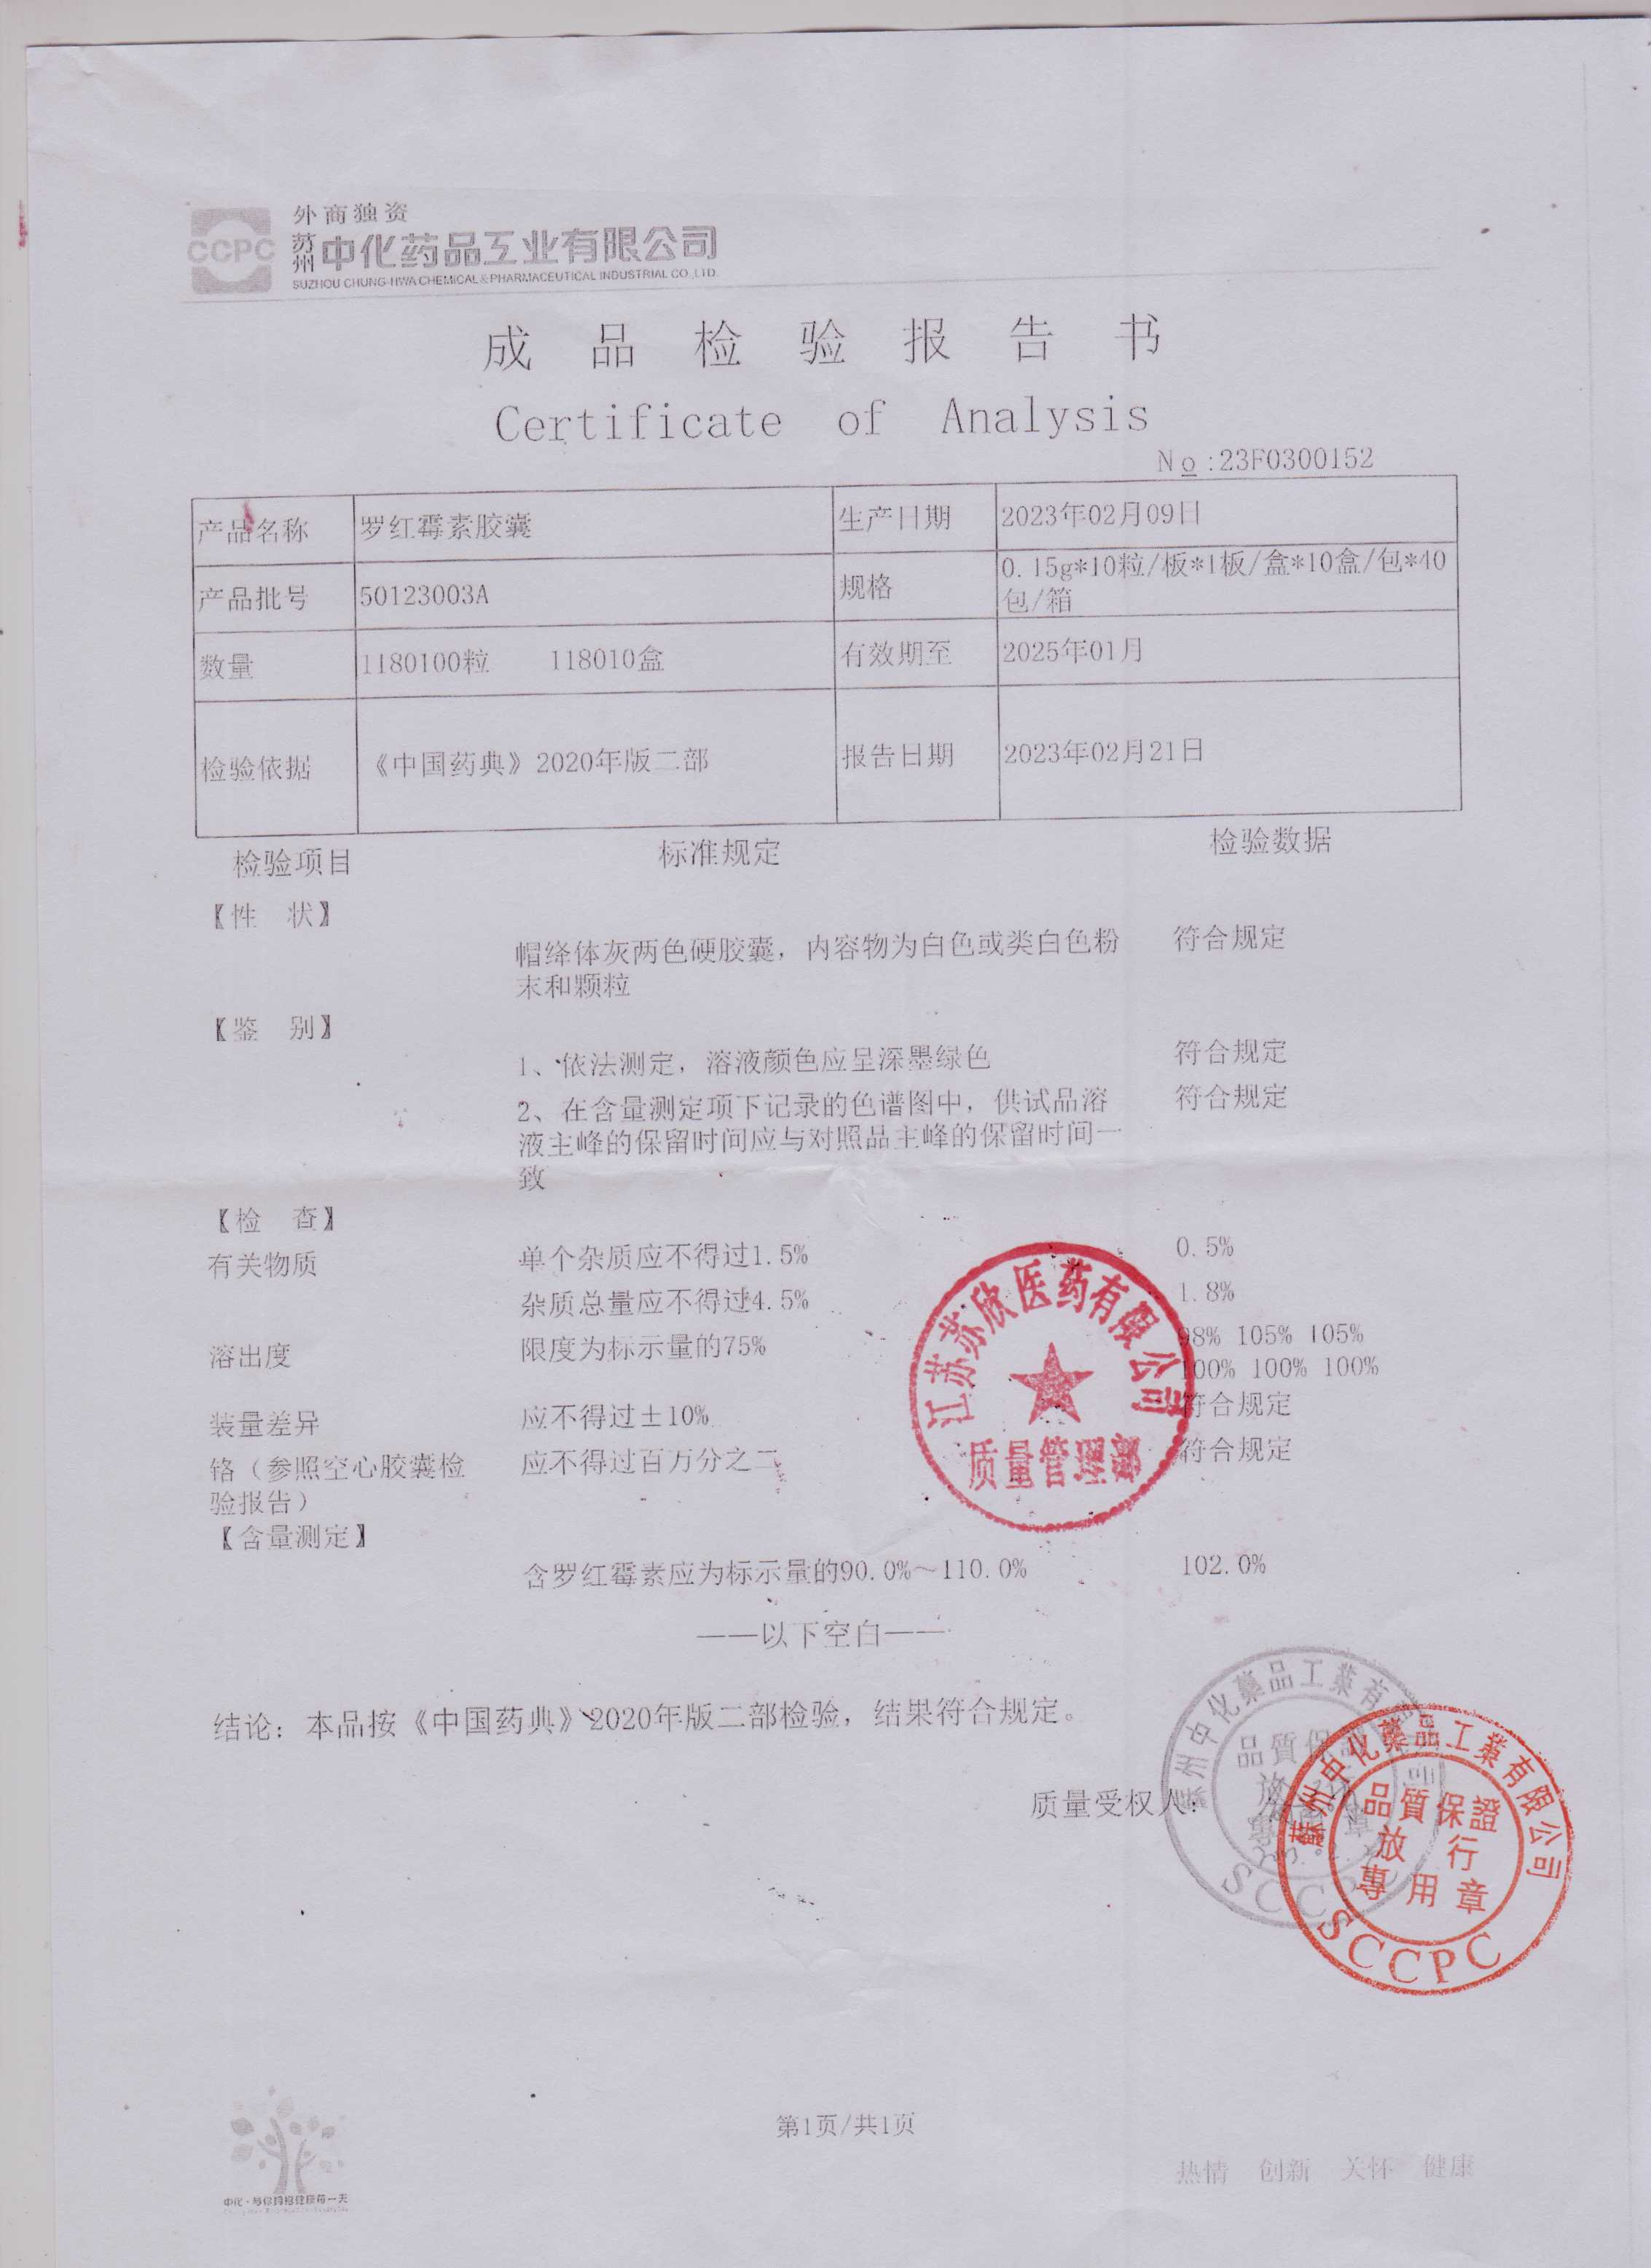 CCPC
外商独资
苏州中化药品工业有限公司
SUZHOU CHUNG-HWA CHEMICAL & PHARMACEUTICAL INDUSTRIAL CO.,LTD.
成品检验报告书
Certificate of Analysis
No:23F0300152
产品名称 罗红霉素胶囊 生产日期 2023年02月09日
产品批号 50123003A 规格 0.15g*10粒/板*1板/盒*10盒/包*40
包/箱
数量 1180100粒 118010盒 有效期至 2025年01月
检验依据 《中国药典》2020年版二部 报告日期 2023年02月21日
检验项目 标准规定 检验数据
【性 状】
帽绛体灰两色硬胶囊，内容物为白色或类白色粉 符合规定
末和颗粒
【鉴 别】
1、依法测定，溶液颜色应呈深墨绿色 符合规定
2、在含量测定项下记录的色谱图中，供试品溶 符合规定
液主峰的保留时间应与对照品主峰的保留时间一
致
【检 查】
有关物质 单个杂质应不得过1.5% 0.5%
杂质总量应不得过4.5% 1.8%
溶出度 限度为标示量的75% 98% 105% 105%
100% 100% 100%
装量差异 应不得过±10% 符合规定
铬（参照空心胶囊检 应不得过百万分之二 符合规定
验报告）
【含量测定】
含罗红霉素应为标示量的90.0%～110.0% 102.0%
——以下空白——
结论：本品按《中国药典》2020年版二部检验，结果符合规定。
质量受权人：
江苏苏欣医药有限公司
质量管理部
蘇州中化藥品工業有
品質保
SCCP
蘇州中化藥品工業有限公司
品質保證
放行
專用章
SCCPC
第1页/共1页
热情 创新 关怀 健康